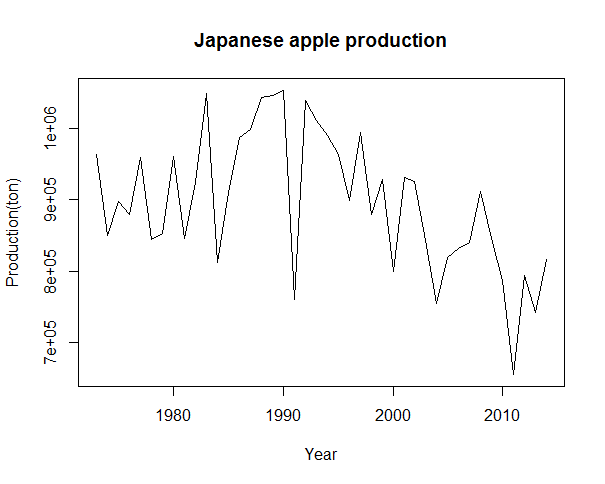 Japanese apple production
Production(ton)
1e+06
9e+05
8e+05
7e+05
1980
1990
2000
2010
Year